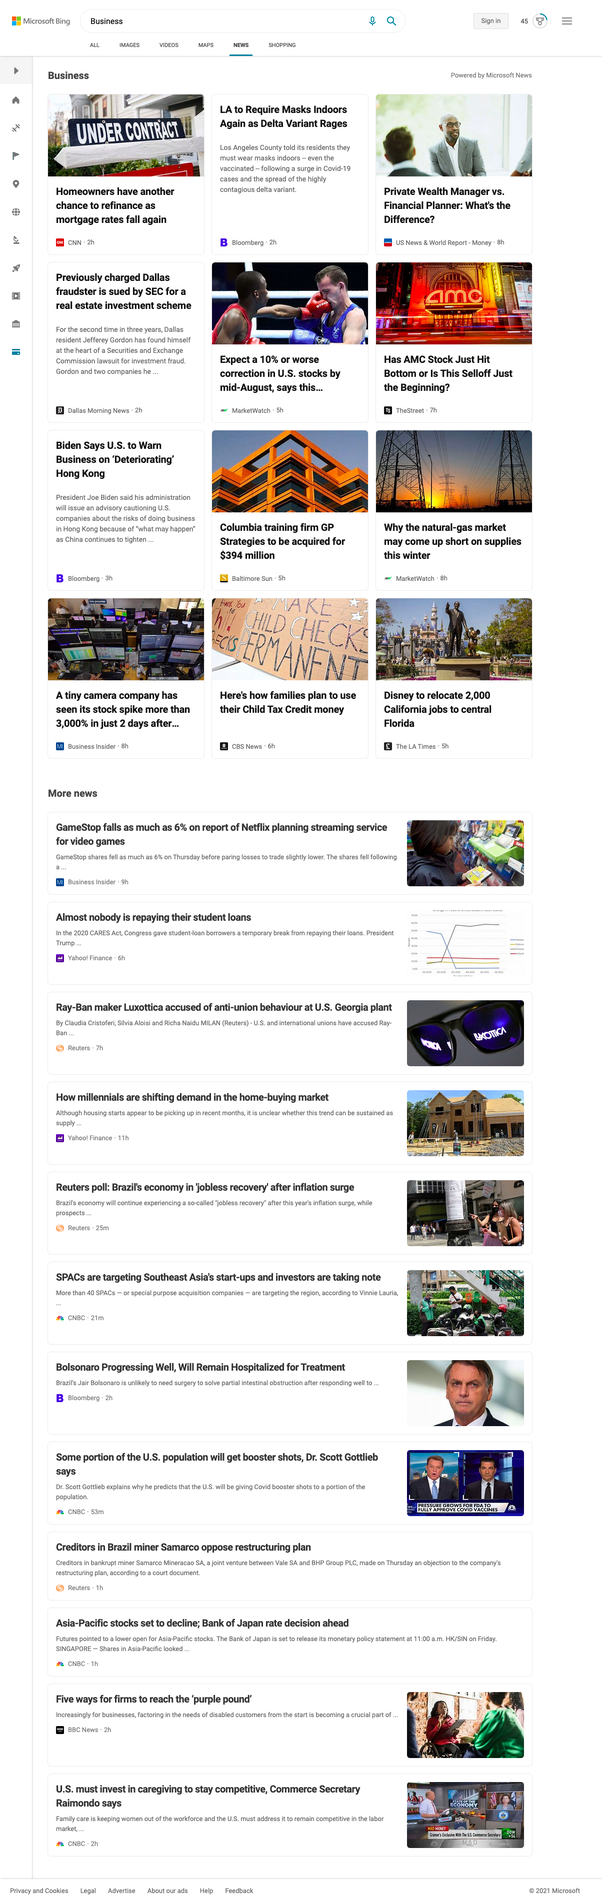 Microsoft Bing
Business
Sign in
45
ALL IMAGES VIDEOS MAPS NEWS SHOPPING
Business
Powered by Microsoft News
UNDER CONTRACT
Homeowners have another
chance to refinance as
mortgage rates fall again
CNN · 2h
LA to Require Masks Indoors
Again as Delta Variant Rages
Los Angeles County told its residents they
must wear masks indoors -- even the
vaccinated -- following a surge in Covid-19
cases and the spread of the highly
contagious delta variant.
Bloomberg · 2h
Private Wealth Manager vs.
Financial Planner: What's the
Difference?
US News & World Report - Money · 8h
Previously charged Dallas
fraudster is sued by SEC for a
real estate investment scheme
For the second time in three years, Dallas
resident Jefferey Gordon has found himself
at the heart of a Securities and Exchange
Commission lawsuit for investment fraud.
Gordon and two companies he ...
Dallas Morning News · 2h
Expect a 10% or worse
correction in U.S. stocks by
mid-August, says this...
MarketWatch · 5h
amc
Has AMC Stock Just Hit
Bottom or Is This Selloff Just
the Beginning?
TheStreet · 7h
Biden Says U.S. to Warn
Business on ‘Deteriorating’
Hong Kong
President Joe Biden said his administration
will issue an advisory cautioning U.S.
companies about the risks of doing business
in Hong Kong because of “what may happen”
as China continues to tighten ...
Bloomberg · 3h
Columbia training firm GP
Strategies to be acquired for
$394 million
Baltimore Sun · 5h
Why the natural-gas market
may come up short on supplies
this winter
MarketWatch · 8h
A tiny camera company has
seen its stock spike more than
3,000% in just 2 days after...
Business Insider · 8h
MAKE
CHILD CHECKS
PERMANENT
Here's how families plan to use
their Child Tax Credit money
CBS News · 6h
Disney to relocate 2,000
California jobs to central
Florida
The LA Times · 5h
More news
GameStop falls as much as 6% on report of Netflix planning streaming service
for video games
GameStop shares fell as much as 6% on Thursday before paring losses to trade slightly lower. The shares fell following
a ...
Business Insider · 9h
Almost nobody is repaying their student loans
In the 2020 CARES Act, Congress gave student-loan borrowers a temporary break from repaying their loans. President
Trump ...
Yahoo! Finance · 6h
Ray-Ban maker Luxottica accused of anti-union behaviour at U.S. Georgia plant
By Claudia Cristoferi, Silvia Aloisi and Richa Naidu MILAN (Reuters) - U.S. and international unions have accused Ray-
Ban ...
Reuters · 7h
How millennials are shifting demand in the home-buying market
Although housing starts appear to be picking up in recent months, it is unclear whether this trend can be sustained as
supply ...
Yahoo! Finance · 11h
Reuters poll: Brazil's economy in 'jobless recovery' after inflation surge
Brazil's economy will continue experiencing a so-called "jobless recovery" after this year's inflation surge, while
prospects ...
Reuters · 25m
SPACs are targeting Southeast Asia's start-ups and investors are taking note
More than 40 SPACs — or special purpose acquisition companies — are targeting the region, according to Vinnie Lauria,
...
CNBC · 21m
Bolsonaro Progressing Well, Will Remain Hospitalized for Treatment
Brazil's Jair Bolsonaro is unlikely to need surgery to solve partial intestinal obstruction after responding well to ...
Bloomberg · 2h
Some portion of the U.S. population will get booster shots, Dr. Scott Gottlieb
says
Dr. Scott Gottlieb explains why he predicts that the U.S. will be giving Covid booster shots to a portion of the
population.
CNBC · 53m
PRESSURE GROWS FOR FDA TO
FULLY APPROVE COVID VACCINES
Creditors in Brazil miner Samarco oppose restructuring plan
Creditors in bankrupt miner Samarco Mineracao SA, a joint venture between Vale SA and BHP Group PLC, made on Thursday an objection to the company's
restructuring plan, according to a court document.
Reuters · 1h
Asia-Pacific stocks set to decline; Bank of Japan rate decision ahead
Futures pointed to a lower open for Asia-Pacific stocks. The Bank of Japan is set to release its monetary policy statement at 11:00 a.m. HK/SIN on Friday.
SINGAPORE — Shares in Asia-Pacific looked ...
CNBC · 1h
Five ways for firms to reach the ‘purple pound’
Increasingly for businesses, factoring in the needs of disabled customers from the start is becoming a crucial part of ...
BBC News · 2h
U.S. must invest in caregiving to stay competitive, Commerce Secretary
Raimondo says
Family care is keeping women out of the workforce and the U.S. must address it to remain competitive in the labor
market, ...
CNBC · 2h
Privacy and Cookies Legal Advertise About our ads Help Feedback
© 2021 Microsoft